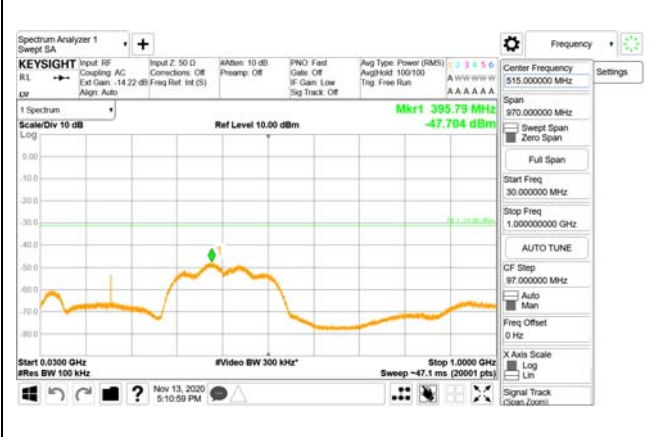 Spectrum Analyzer 1
Swept SA
Frequency
KEYSIGHT
RL
Input: RF
Coupling: AC
Ext Gain: -14.22 dB
Align: Auto
Input Z: 50 Ω
Corrections: Off
Freq Ref: Int (S)
#Atten: 10 dB
Preamp: Off
PNO: Fast
Gate: Off
IF Gain: Low
Sig Track: Off
Avg Type: Power (RMS)
Avg|Hold: 100/100
Trig: Free Run
1 2 3 4 5 6
A W W W W W
A A A A A A
1 Spectrum
Scale/Div 10 dB
Ref Level 10.00 dBm
Mkr1 395.79 MHz
-47.704 dBm
Log
0.00
-10.0
-20.0
-30.0
-40.0
-50.0
-60.0
-70.0
-80.0
1
Start 0.0300 GHz
#Res BW 100 kHz
#Video BW 300 kHz*
Stop 1.0000 GHz
Sweep ~47.1 ms (20001 pts)
Nov 13, 2020
5:10:59 PM
Center Frequency
515.000000 MHz
Settings
Span
970.000000 MHz
Swept Span
Zero Span
Full Span
Start Freq
30.000000 MHz
Stop Freq
1.000000000 GHz
AUTO TUNE
CF Step
97.000000 MHz
Auto
Man
Freq Offset
0 Hz
X Axis Scale
Log
Lin
Signal Track
(Span Zoom)